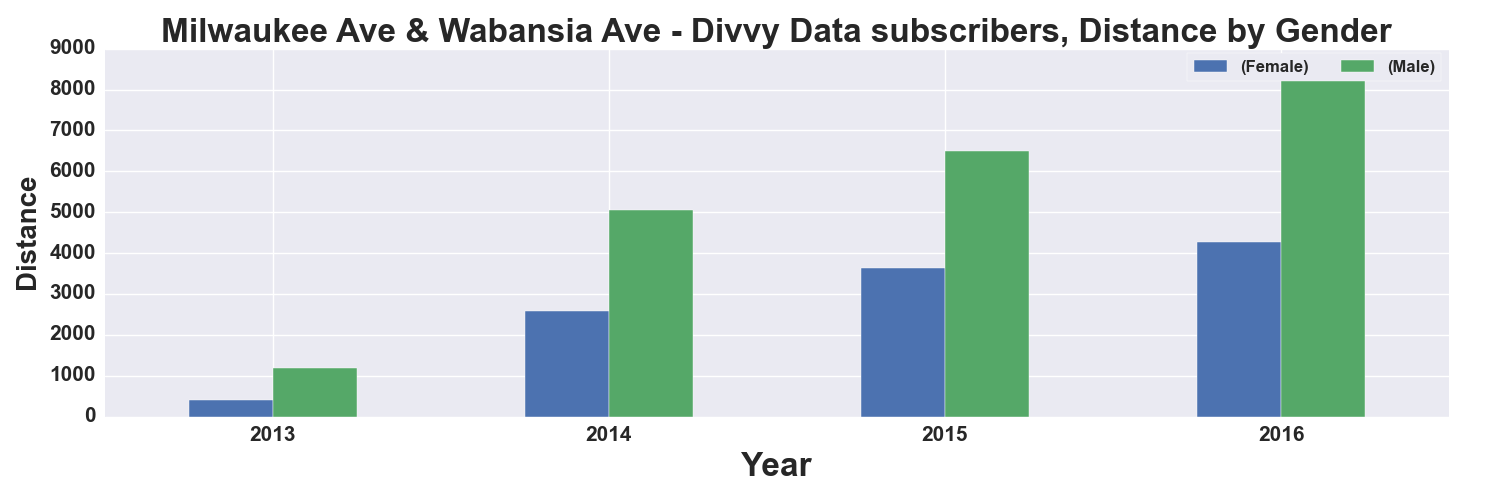 Milwaukee Ave & Wabansia Ave - Divvy Data subscribers, Distance by Gender
(Female) (Male)
9000
8000
7000
6000
5000
4000
3000
2000
1000
0
Distance
2013 2014 2015 2016
Year